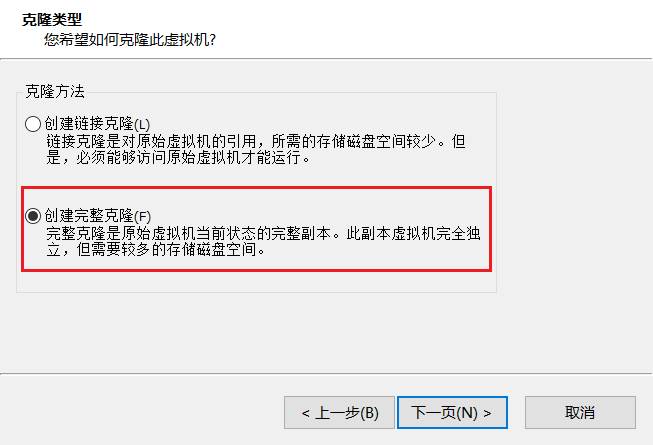 克隆类型
您希望如何克隆此虚拟机?
克隆方法
创建链接克隆(L)
链接克隆是对原始虚拟机的引用，所需的存储磁盘空间较少。但
是，必须能够访问原始虚拟机才能运行。
创建完整克隆(F)
完整克隆是原始虚拟机当前状态的完整副本。此副本虚拟机完全独
立，但需要较多的存储磁盘空间。
< 上一步(B)
下一页(N) >
取消